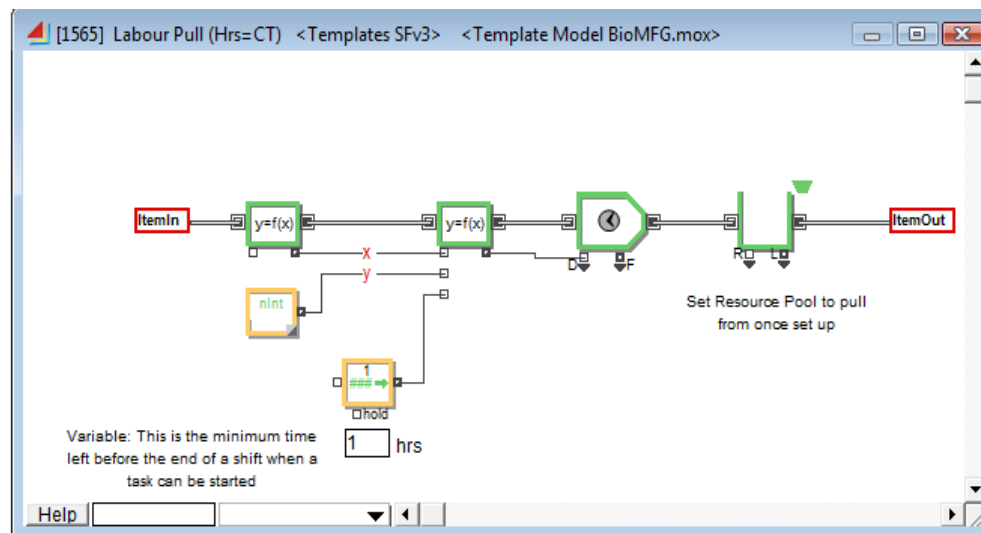 [1565] Labour Pull (Hrs=CT) <Templates SFv3> <Template Model BioMFG.mox>
ItemIn
y=f(x)
y=f(x)
ItemOut
x
D
F
R
L
y
nInt
Set Resource Pool to pull
from once set up
1
###
hold
Variable: This is the minimum time
left before the end of a shift when a
task can be started
1 hrs
Help